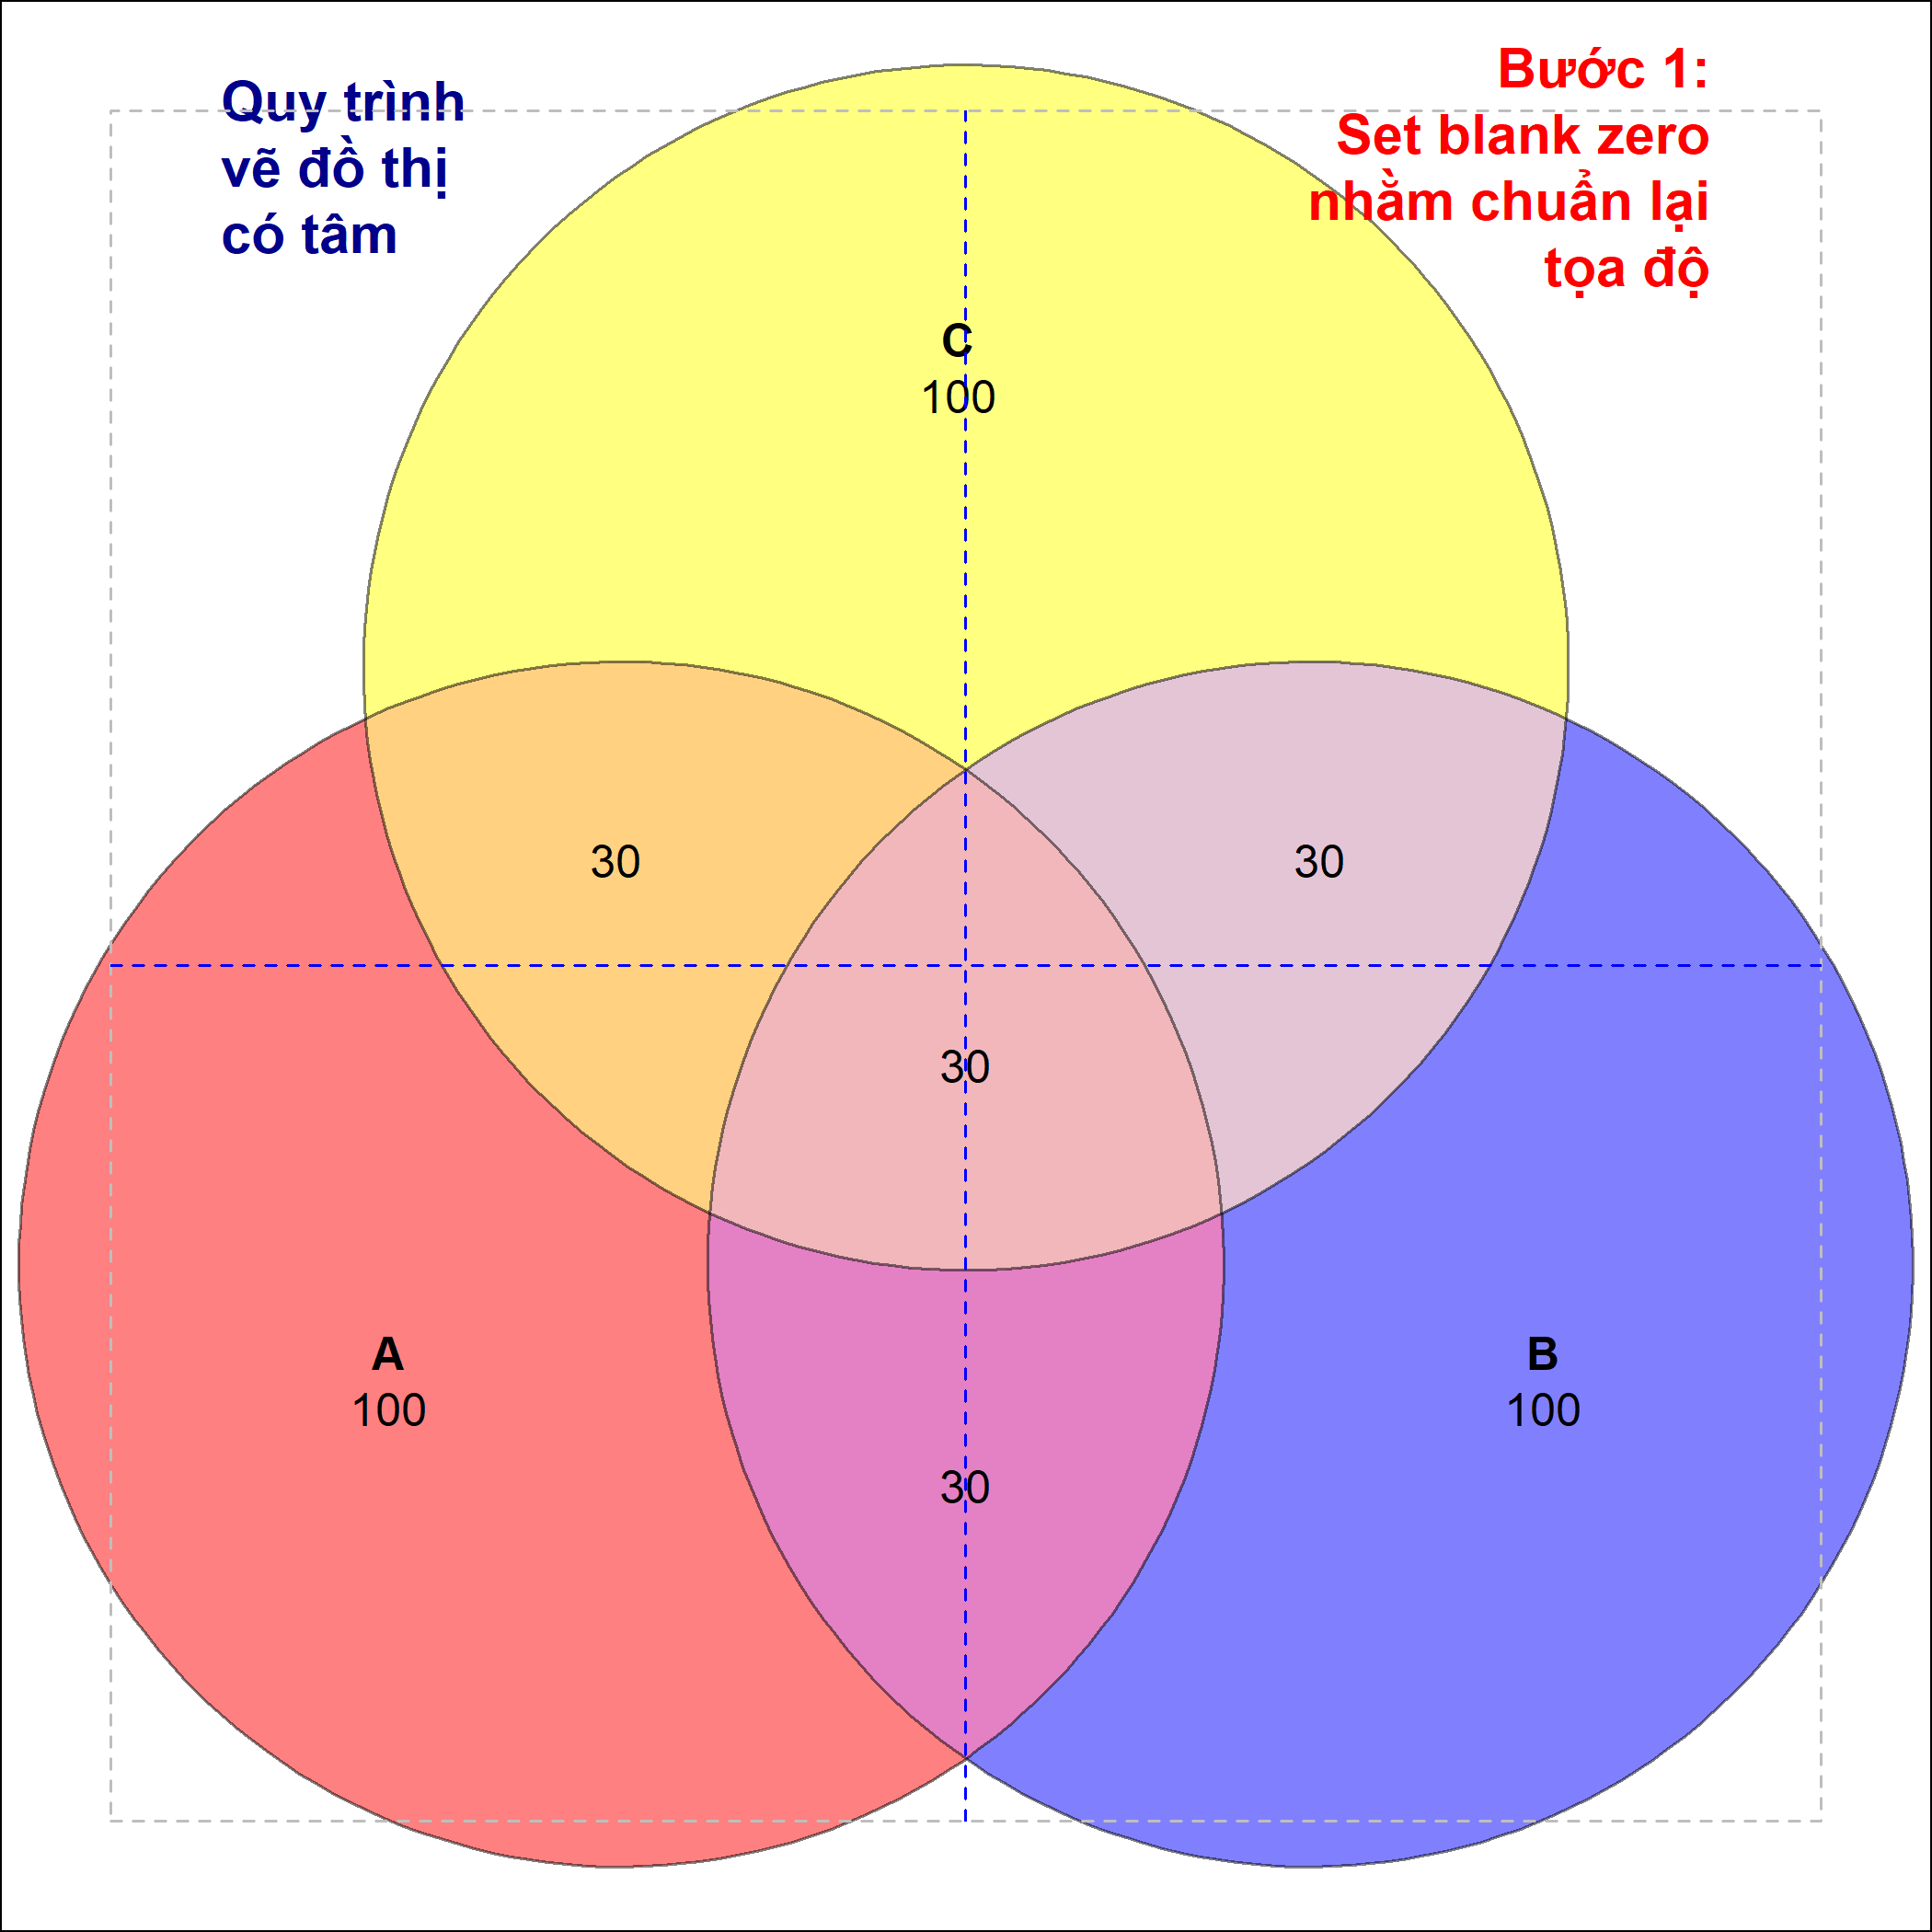 Quy trình
vẽ đồ thị
có tâm
Bước 1:
Set blank zero
nhằm chuẩn lại
tọa độ
C
100
30
30
30
A
100
B
100
30